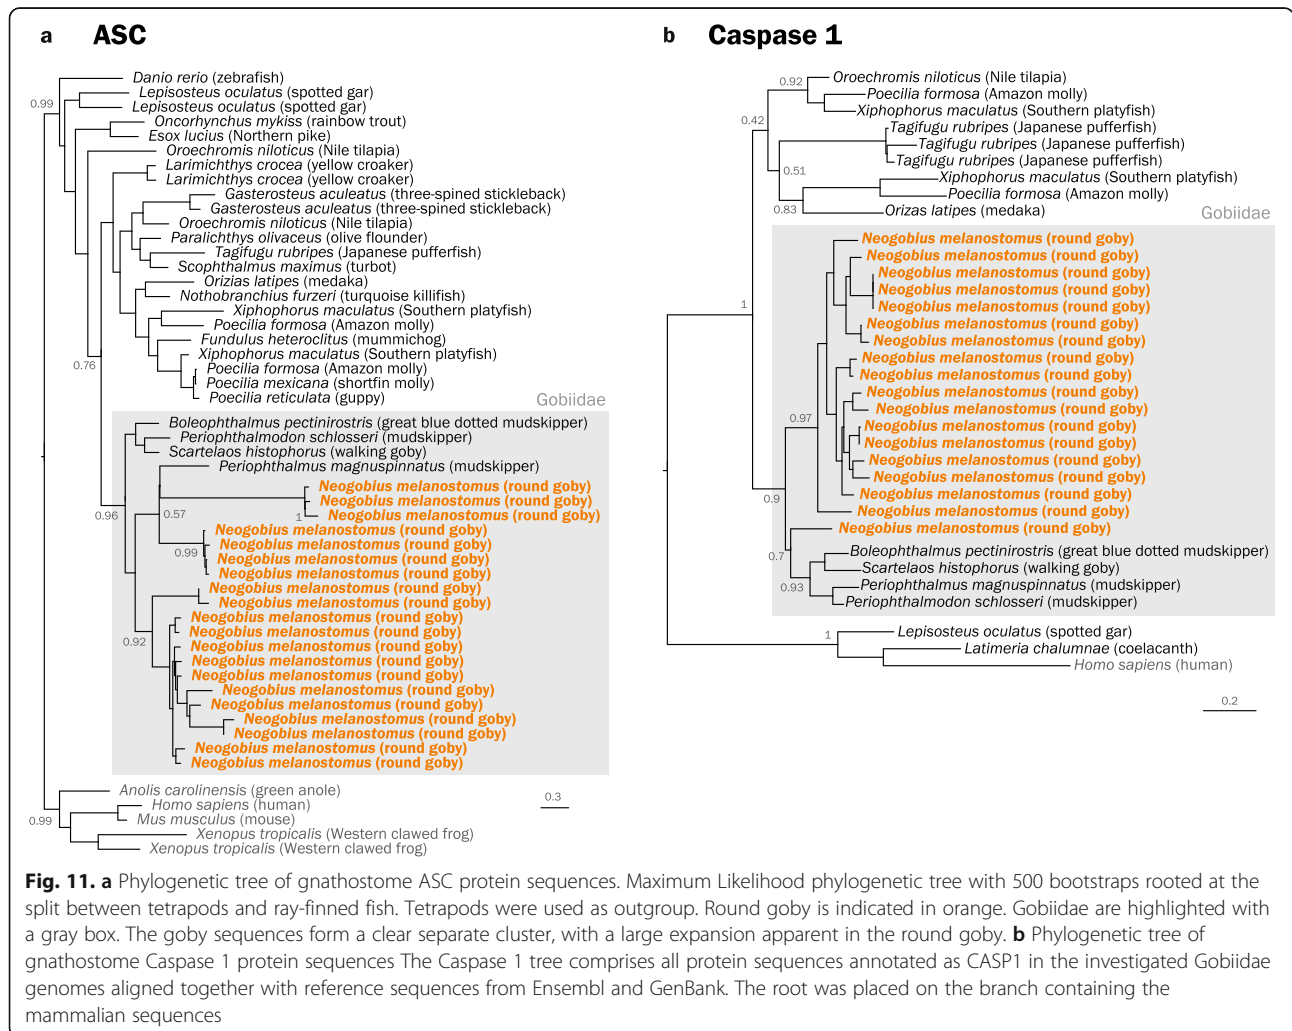 a ASC
Danio rerio (zebrafish)
Lepisosteus oculatus (spotted gar)
0.99
Lepisosteus oculatus (spotted gar)
Oncorhynchus mykiss (rainbow trout)
Esox lucius (Northern pike)
Oroechromis niloticus (Nile tilapia)
Larimichthys crocea (yellow croaker)
Larimichthys crocea (yellow croaker)
Gasterosteus aculeatus (three-spined stickleback)
Gasterosteus aculeatus (three-spined stickleback)
Oroechromis niloticus (Nile tilapia)
Paralichthys olivaceus (olive flounder)
Tagifugu rubripes (Japanese pufferfish)
Scophthalmus maximus (turbot)
Orizias latipes (medaka)
Nothobranchius furzeri (turquoise killifish)
Xiphophorus maculatus (Southern platyfish)
Poecilia formosa (Amazon molly)
Fundulus heteroclitus (mummichog)
Xiphophorus maculatus (Southern platyfish)
0.76
Poecilia formosa (Amazon molly)
Poecilia mexicana (shortfin molly)
Poecilia reticulata (guppy)
Gobiidae
Boleophthalmus pectinirostris (great blue dotted mudskipper)
Periophthalmodon schlosseri (mudskipper)
Scartelaos histophorus (walking goby)
Periophthalmus magnuspinnatus (mudskipper)
Neogobius melanostomus (round goby)
Neogobius melanostomus (round goby)
0.96
0.57
1
Neogobius melanostomus (round goby)
Neogobius melanostomus (round goby)
Neogobius melanostomus (round goby)
0.99
Neogobius melanostomus (round goby)
Neogobius melanostomus (round goby)
Neogobius melanostomus (round goby)
Neogobius melanostomus (round goby)
Neogobius melanostomus (round goby)
Neogobius melanostomus (round goby)
0.92
Neogobius melanostomus (round goby)
Neogobius melanostomus (round goby)
Neogobius melanostomus (round goby)
Neogobius melanostomus (round goby)
Neogobius melanostomus (round goby)
Neogobius melanostomus (round goby)
Neogobius melanostomus (round goby)
Neogobius melanostomus (round goby)
Neogobius melanostomus (round goby)
Anolis carolinensis (green anole)
Homo sapiens (human)
0.99
Mus musculus (mouse)
Xenopus tropicalis (Western clawed frog)
Xenopus tropicalis (Western clawed frog)
0.3
b Caspase 1
0.92
Oroechromis niloticus (Nile tilapia)
Poecilia formosa (Amazon molly)
Xiphophorus maculatus (Southern platyfish)
0.42
Tagifugu rubripes (Japanese pufferfish)
Tagifugu rubripes (Japanese pufferfish)
Tagifugu rubripes (Japanese pufferfish)
0.51
Xiphophorus maculatus (Southern platyfish)
Poecilia formosa (Amazon molly)
0.83
Orizas latipes (medaka)
Gobiidae
Neogobius melanostomus (round goby)
Neogobius melanostomus (round goby)
Neogobius melanostomus (round goby)
Neogobius melanostomus (round goby)
1
Neogobius melanostomus (round goby)
Neogobius melanostomus (round goby)
Neogobius melanostomus (round goby)
Neogobius melanostomus (round goby)
Neogobius melanostomus (round goby)
Neogobius melanostomus (round goby)
Neogobius melanostomus (round goby)
0.97
Neogobius melanostomus (round goby)
Neogobius melanostomus (round goby)
Neogobius melanostomus (round goby)
Neogobius melanostomus (round goby)
0.9
Neogobius melanostomus (round goby)
Neogobius melanostomus (round goby)
Neogobius melanostomus (round goby)
0.7
Boleophthalmus pectinirostris (great blue dotted mudskipper)
Scartelaos histophorus (walking goby)
0.93
Periophthalmus magnuspinnatus (mudskipper)
Periophthalmodon schlosseri (mudskipper)
1
Lepisosteus oculatus (spotted gar)
Latimeria chalumnae (coelacanth)
Homo sapiens (human)
0.2
Fig. 11. a Phylogenetic tree of gnathostome ASC protein sequences. Maximum Likelihood phylogenetic tree with 500 bootstraps rooted at the
split between tetrapods and ray-finned fish. Tetrapods were used as outgroup. Round goby is indicated in orange. Gobiidae are highlighted with
a gray box. The goby sequences form a clear separate cluster, with a large expansion apparent in the round goby. b Phylogenetic tree of
gnathostome Caspase 1 protein sequences The Caspase 1 tree comprises all protein sequences annotated as CASP1 in the investigated Gobiidae
genomes aligned together with reference sequences from Ensembl and GenBank. The root was placed on the branch containing the
mammalian sequences